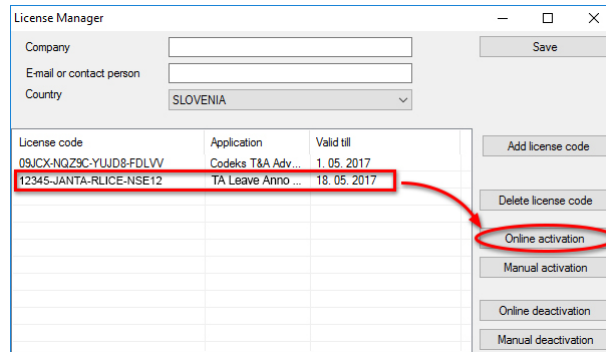 License Manager
Company
Save
E-mail or contact person
Country
SLOVENIA
License code Application Valid till
Add license code
09JCX-NQZ9C-YUJD8-FDLVV Codeks T&A Adv... 1. 05. 2017
12345-JANTA-RLICE-NSE12 TA Leave Anno ... 18. 05. 2017
Delete license code
Online activation
Manual activation
Online deactivation
Manual deactivation